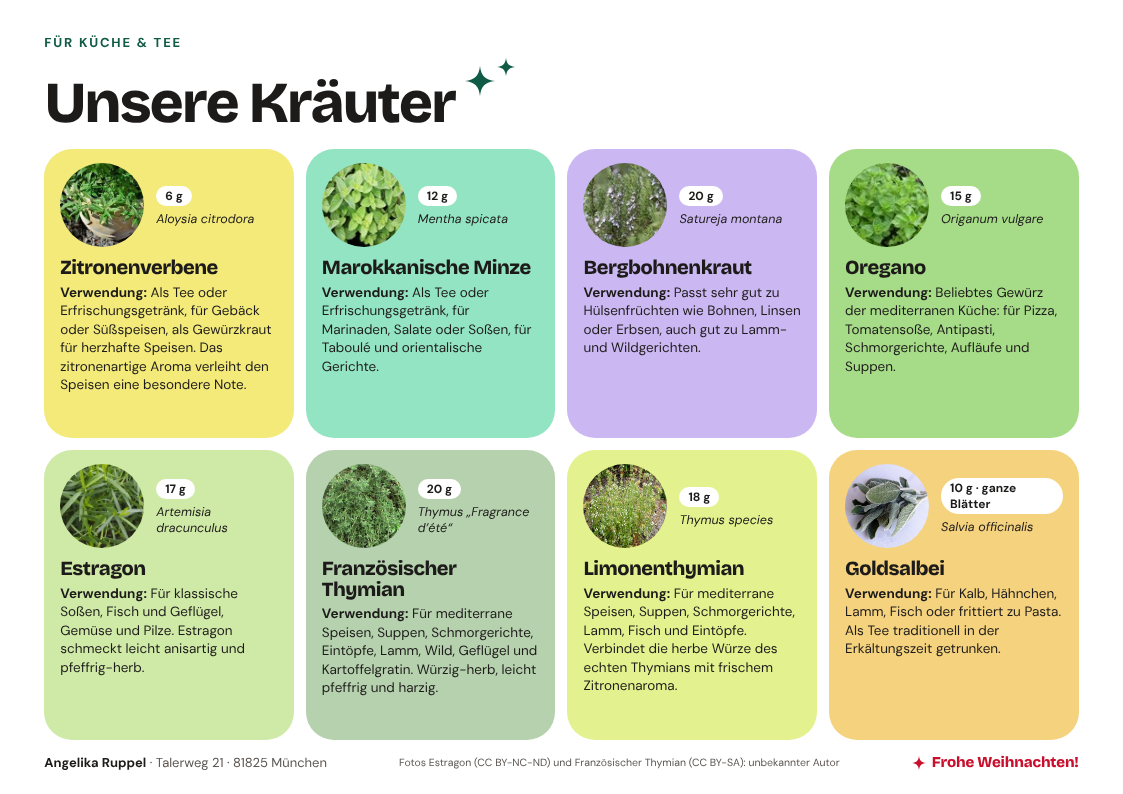 FÜR KÜCHE & TEE
Unsere Kräuter
6 g
Aloysia citrodora
Zitronenverbene
Verwendung: Als Tee oder
Erfrischungsgetränk, für Gebäck
oder Süßspeisen, als Gewürzkraut
für herzhafte Speisen. Das
zitronenartige Aroma verleiht den
Speisen eine besondere Note.
12 g
Mentha spicata
Marokkanische Minze
Verwendung: Als Tee oder
Erfrischungsgetränk, für
Marinaden, Salate oder Soßen, für
Taboulé und orientalische
Gerichte.
20 g
Satureja montana
Bergbohnenkraut
Verwendung: Passt sehr gut zu
Hülsenfrüchten wie Bohnen, Linsen
oder Erbsen, auch gut zu Lamm-
und Wildgerichten.
15 g
Origanum vulgare
Oregano
Verwendung: Beliebtes Gewürz
der mediterranen Küche: für Pizza,
Tomatensoße, Antipasti,
Schmorgerichte, Aufläufe und
Suppen.
17 g
Artemisia
dracunculus
Estragon
Verwendung: Für klassische
Soßen, Fisch und Geflügel,
Gemüse und Pilze. Estragon
schmeckt leicht anisartig und
pfeffrig-herb.
20 g
Thymus „Fragrance
d'été“
Französischer
Thymian
Verwendung: Für mediterrane
Speisen, Suppen, Schmorgerichte,
Eintöpfe, Lamm, Wild, Geflügel und
Kartoffelgratin. Würzig-herb, leicht
pfeffrig und harzig.
18 g
Thymus species
Limonenthymian
Verwendung: Für mediterrane
Speisen, Suppen, Schmorgerichte,
Lamm, Fisch und Eintöpfe.
Verbindet die herbe Würze des
echten Thymians mit frischem
Zitronenaroma.
10 g · ganze
Blätter
Salvia officinalis
Goldsalbei
Verwendung: Für Kalb, Hähnchen,
Lamm, Fisch oder frittiert zu Pasta.
Als Tee traditionell in der
Erkältungszeit getrunken.
Angelika Ruppel · Talerweg 21 · 81825 München
Fotos Estragon (CC BY-NC-ND) und Französischer Thymian (CC BY-SA): unbekannter Autor
Frohe Weihnachten!